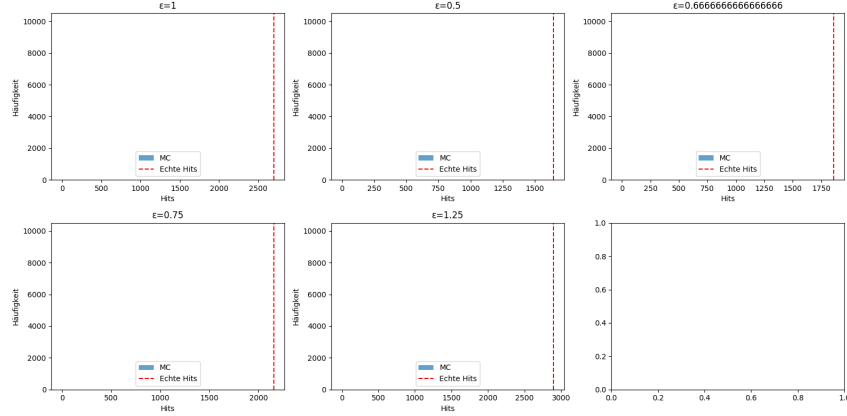 ε=1
10000
8000
6000
4000
2000
0
Häufigkeit
MC
Echte Hits
0 500 1000 1500 2000 2500
Hits
ε=0.5
10000
8000
6000
4000
2000
0
Häufigkeit
MC
Echte Hits
0 250 500 750 1000 1250 1500
Hits
ε=0.6666666666666666
10000
8000
6000
4000
2000
0
Häufigkeit
MC
Echte Hits
0 250 500 750 1000 1250 1500 1750
Hits
ε=0.75
10000
8000
6000
4000
2000
0
Häufigkeit
MC
Echte Hits
0 500 1000 1500 2000
Hits
ε=1.25
10000
8000
6000
4000
2000
0
Häufigkeit
MC
Echte Hits
0 500 1000 1500 2000 2500 3000
Hits
1.0
0.8
0.6
0.4
0.2
0.0
0.0 0.2 0.4 0.6 0.8 1.0